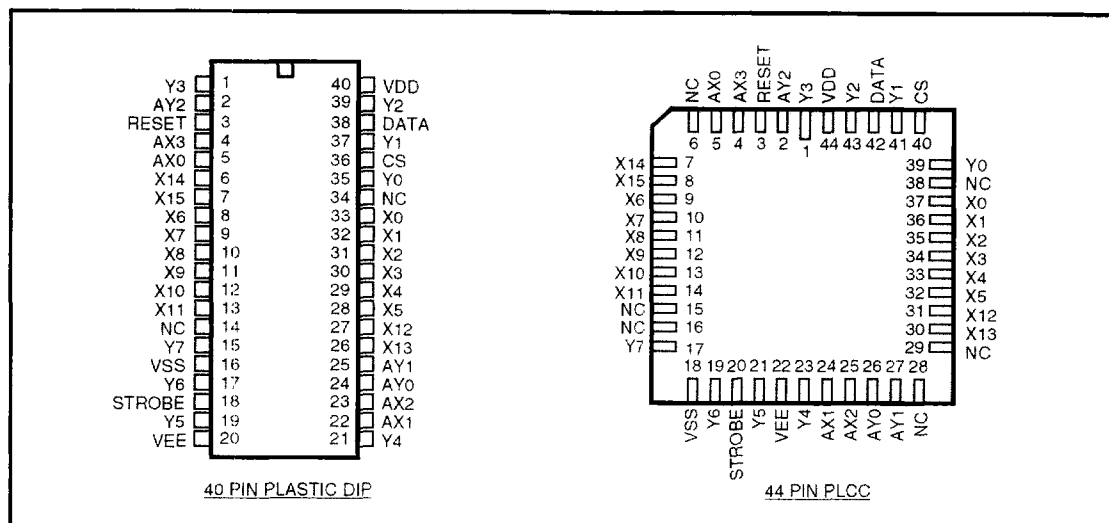 Y3 1 40 VDD
AY2 2 39 Y2
RESET 3 38 DATA
AX3 4 37 Y1
AX0 5 36 CS
X14 6 35 Y0
X15 7 34 NC
X6 8 33 X0
X7 9 32 X1
X8 10 31 X2
X9 11 30 X3
X10 12 29 X4
X11 13 28 X5
NC 14 27 X12
Y7 15 26 X13
VSS 16 25 AY1
Y6 17 24 AY0
STROBE 18 23 AX2
Y5 19 22 AX1
VEE 20 21 Y4
40 PIN PLASTIC DIP
NC AX0 AX3 RESET AY2 Y3 VDD Y2 DATA Y1 CS
6 5 4 3 2 1 44 43 42 41 40
X14 7 39 Y0
X15 8 38 NC
X6 9 37 X0
X7 10 36 X1
X8 11 35 X2
X9 12 34 X3
X10 13 33 X4
X11 14 32 X5
NC 15 31 X12
NC 16 30 X13
Y7 17 29 NC
18 19 20 21 22 23 24 25 26 27 28
VSS Y6 STROBE Y5 VEE Y4 AX1 AX2 AY0 AY1 NC
44 PIN PLCC